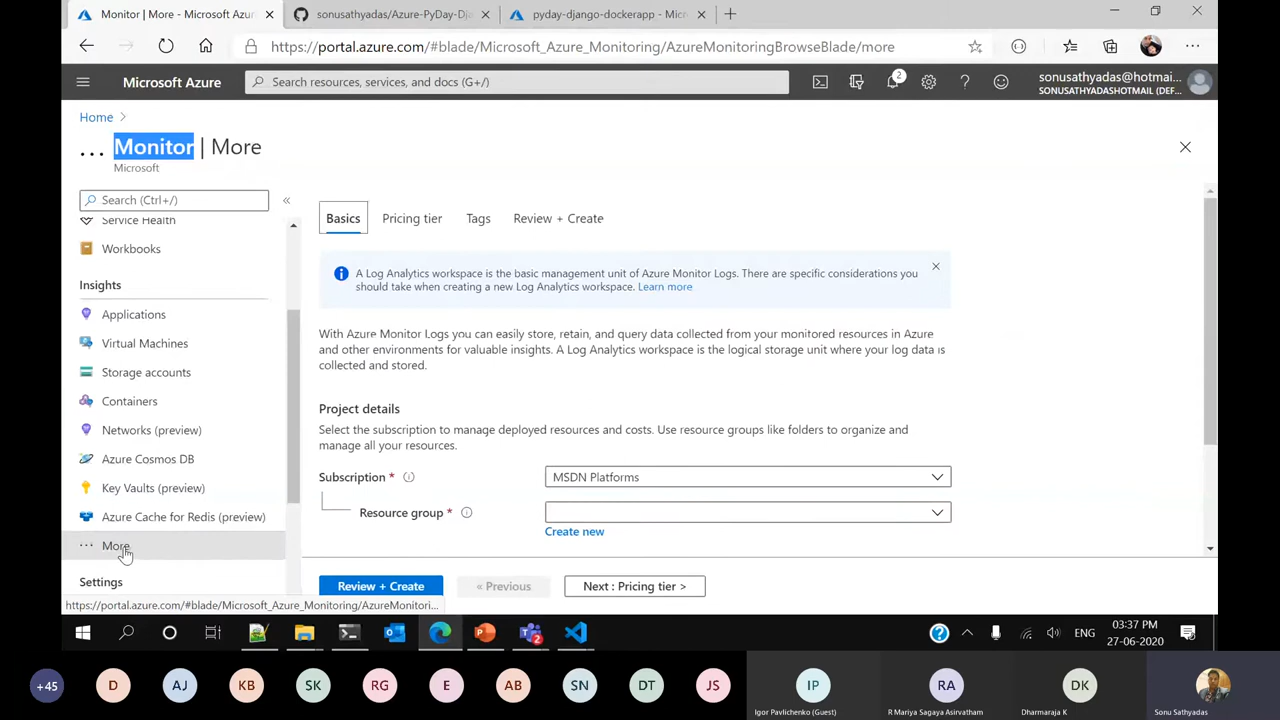 Monitor | More - Microsoft Azu
sonusathyadas/Azure-PyDay-Dj
pyday-django-dockerapp - Micr
https://portal.azure.com/#blade/Microsoft_Azure_Monitoring/AzureMonitoringBrowseBlade/more
Microsoft Azure
Search resources, services, and docs (G+/)
2
sonusathyadas@hotmai...
SONUSATHYADASHOTMAIL (DEF...
Home >
... Monitor | More
Microsoft
Search (Ctrl+/)
«
Service Health
Workbooks
Insights
Applications
Virtual Machines
Storage accounts
Containers
Networks (preview)
Azure Cosmos DB
Key Vaults (preview)
Azure Cache for Redis (preview)
... More
Settings
https://portal.azure.com/#blade/Microsoft_Azure_Monitoring/AzureMonitori...
Basics Pricing tier Tags Review + Create
A Log Analytics workspace is the basic management unit of Azure Monitor Logs. There are specific considerations you
should take when creating a new Log Analytics workspace. Learn more
With Azure Monitor Logs you can easily store, retain, and query data collected from your monitored resources in Azure
and other environments for valuable insights. A Log Analytics workspace is the logical storage unit where your log data is
collected and stored.
Project details
Select the subscription to manage deployed resources and costs. Use resource groups like folders to organize and
manage all your resources.
Subscription * MSDN Platforms
Resource group *
Create new
Review + Create « Previous Next : Pricing tier >
2
ENG
03:37 PM
27-06-2020
+45 D AJ KB SK RG E AB SN DT JS IP RA DK
Igor Pavlichenko (Guest) R Mariya Sagaya Asirvatham Dharmaraja K Sonu Sathyadas